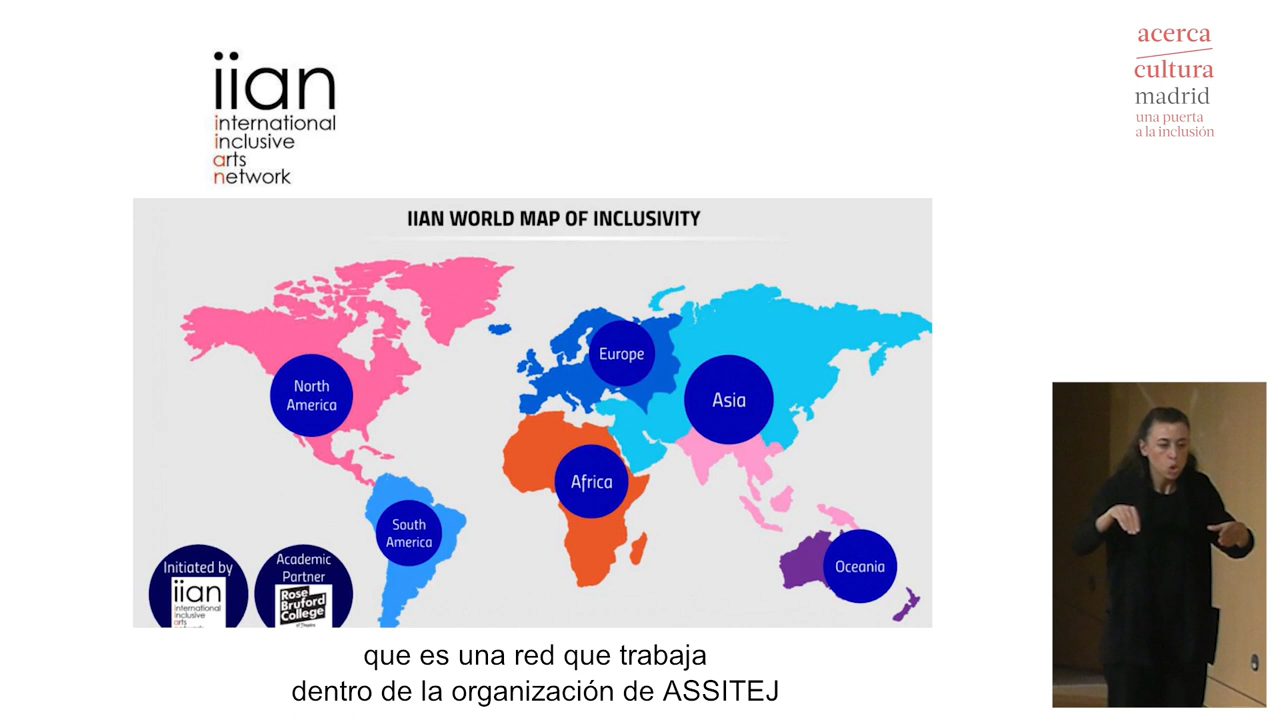 iian
international
inclusive
arts
network
acerca
cultura
madrid
una puerta
a la inclusión
IIAN WORLD MAP OF INCLUSIVITY
North
America
Europe
Asia
Africa
South
America
Oceania
Initiated by
iian
international
inclusive
Academic
Partner
Rose
Bruford
College
que es una red que trabaja
dentro de la organización de ASSITEJ